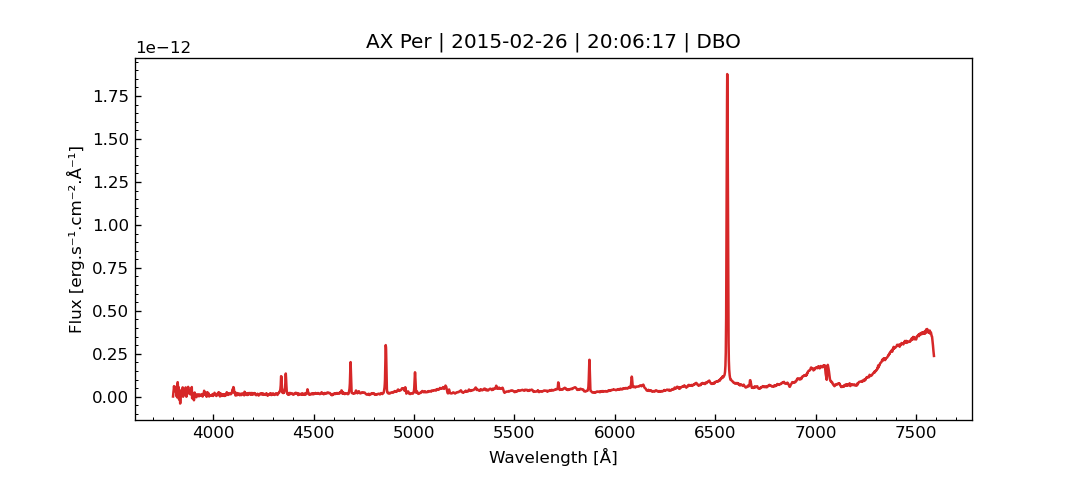 AX Per | 2015-02-26 | 20:06:17 | DBO
1e−12
1.75
1.50
1.25
1.00
0.75
0.50
0.25
0.00
Flux [erg.s⁻¹.cm⁻².Å⁻¹]
4000 4500 5000 5500 6000 6500 7000 7500
Wavelength [Å]